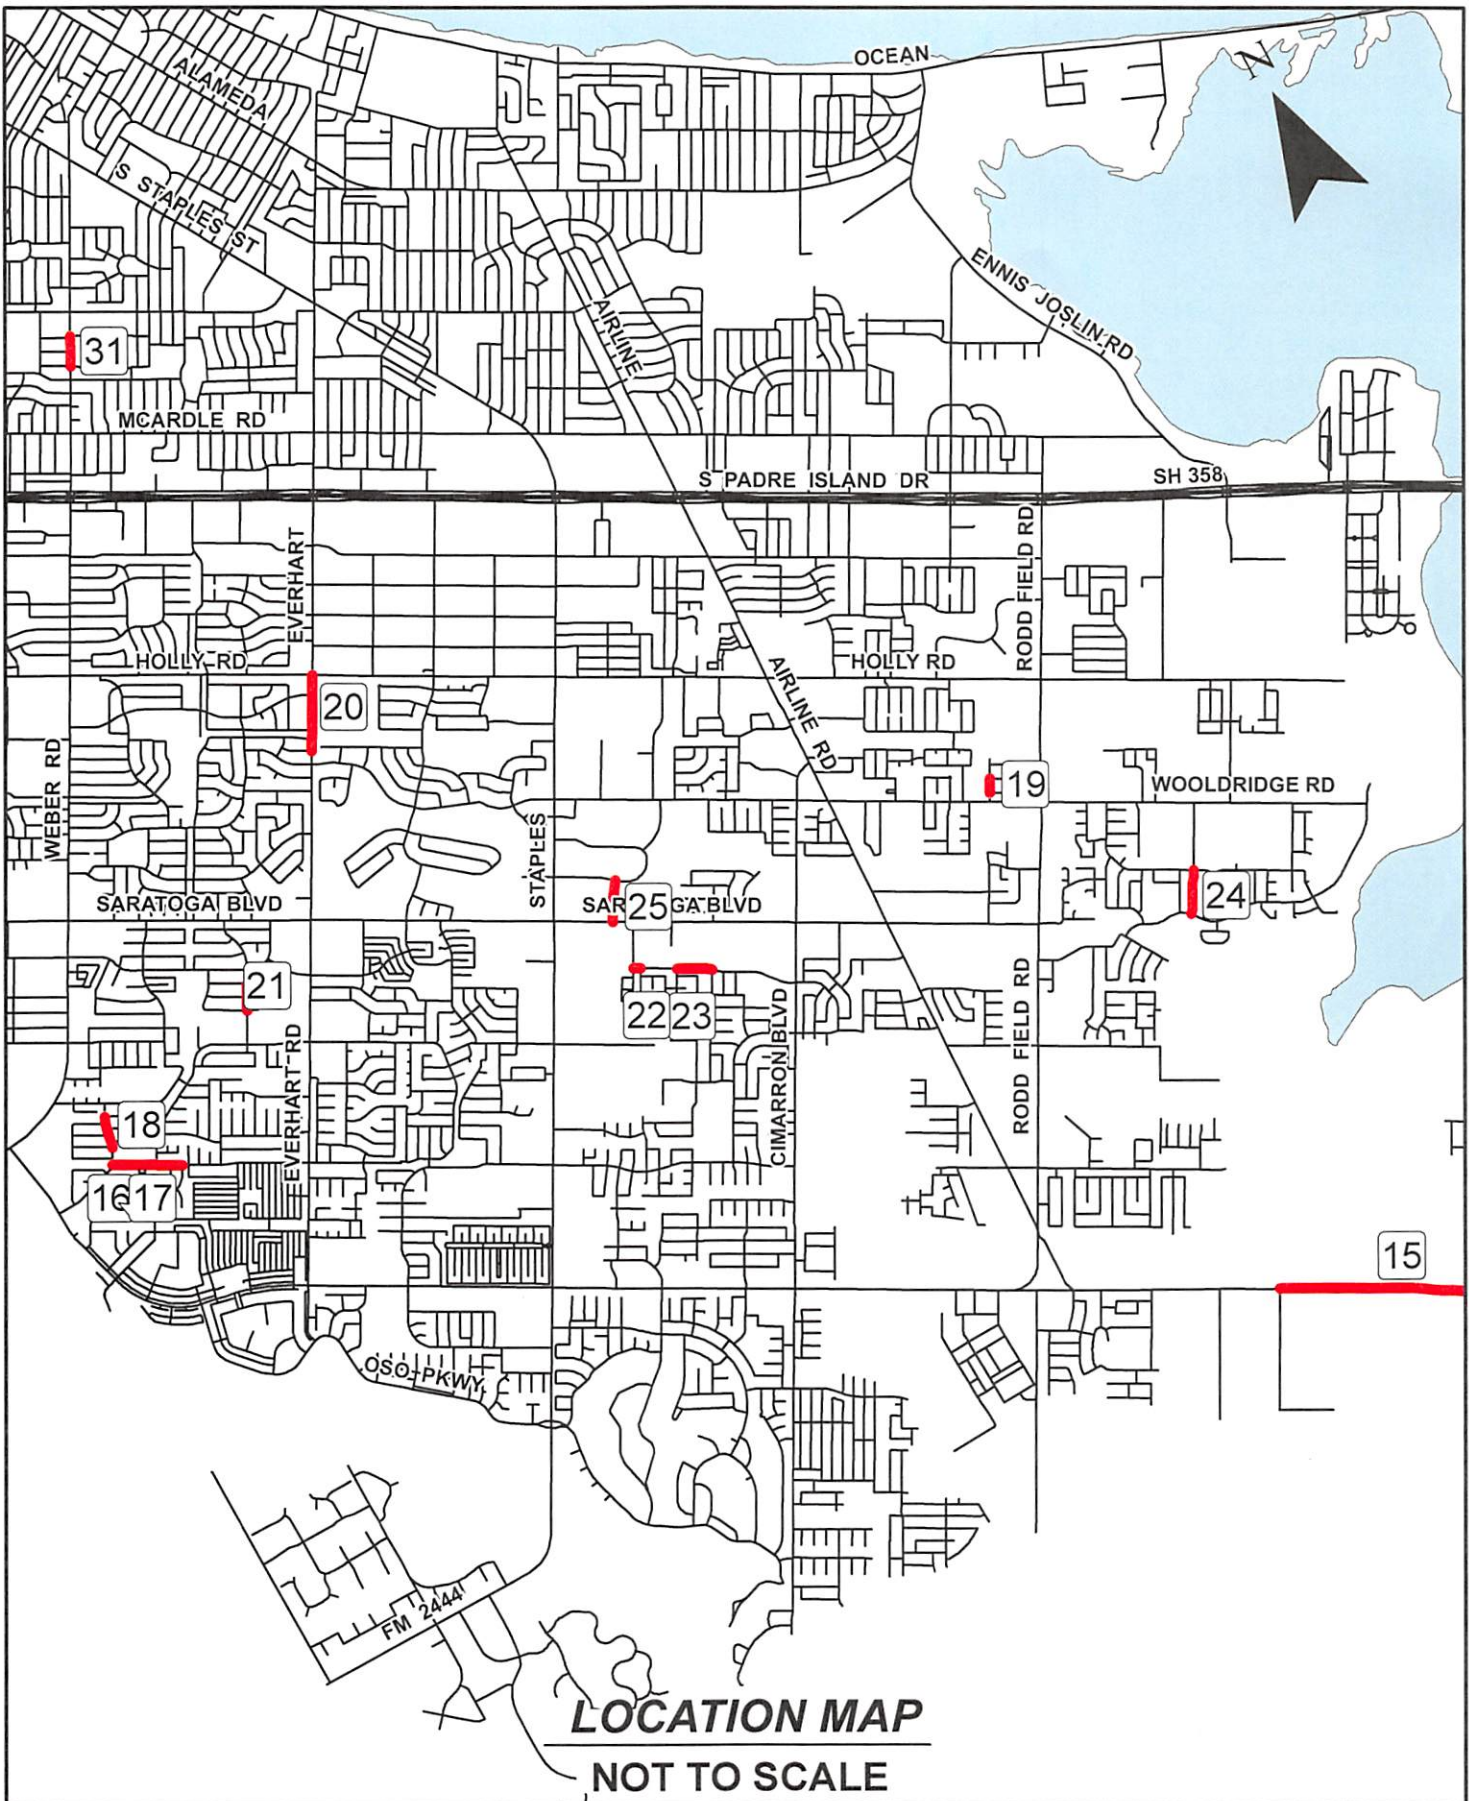 OCEAN
N
ALAMEDA
S STAPLES ST
ENNIS JOSLIN RD
AIRLINE
31
MCARDLE RD
S PADRE ISLAND DR
SH 358
EVERHART
RODD FIELD RD
HOLLY RD
HOLLY RD
AIRLINE RD
20
WEBER RD
19
WOOLDRIDGE RD
STAPLES
24
SARATOGA BLVD
SAR
25
GA BLVD
21
22
23
CIMARRON BLVD
RODD FIELD RD
EVERHART RD
18
16
17
15
OSO PKWY
FM 2444
LOCATION MAP
NOT TO SCALE